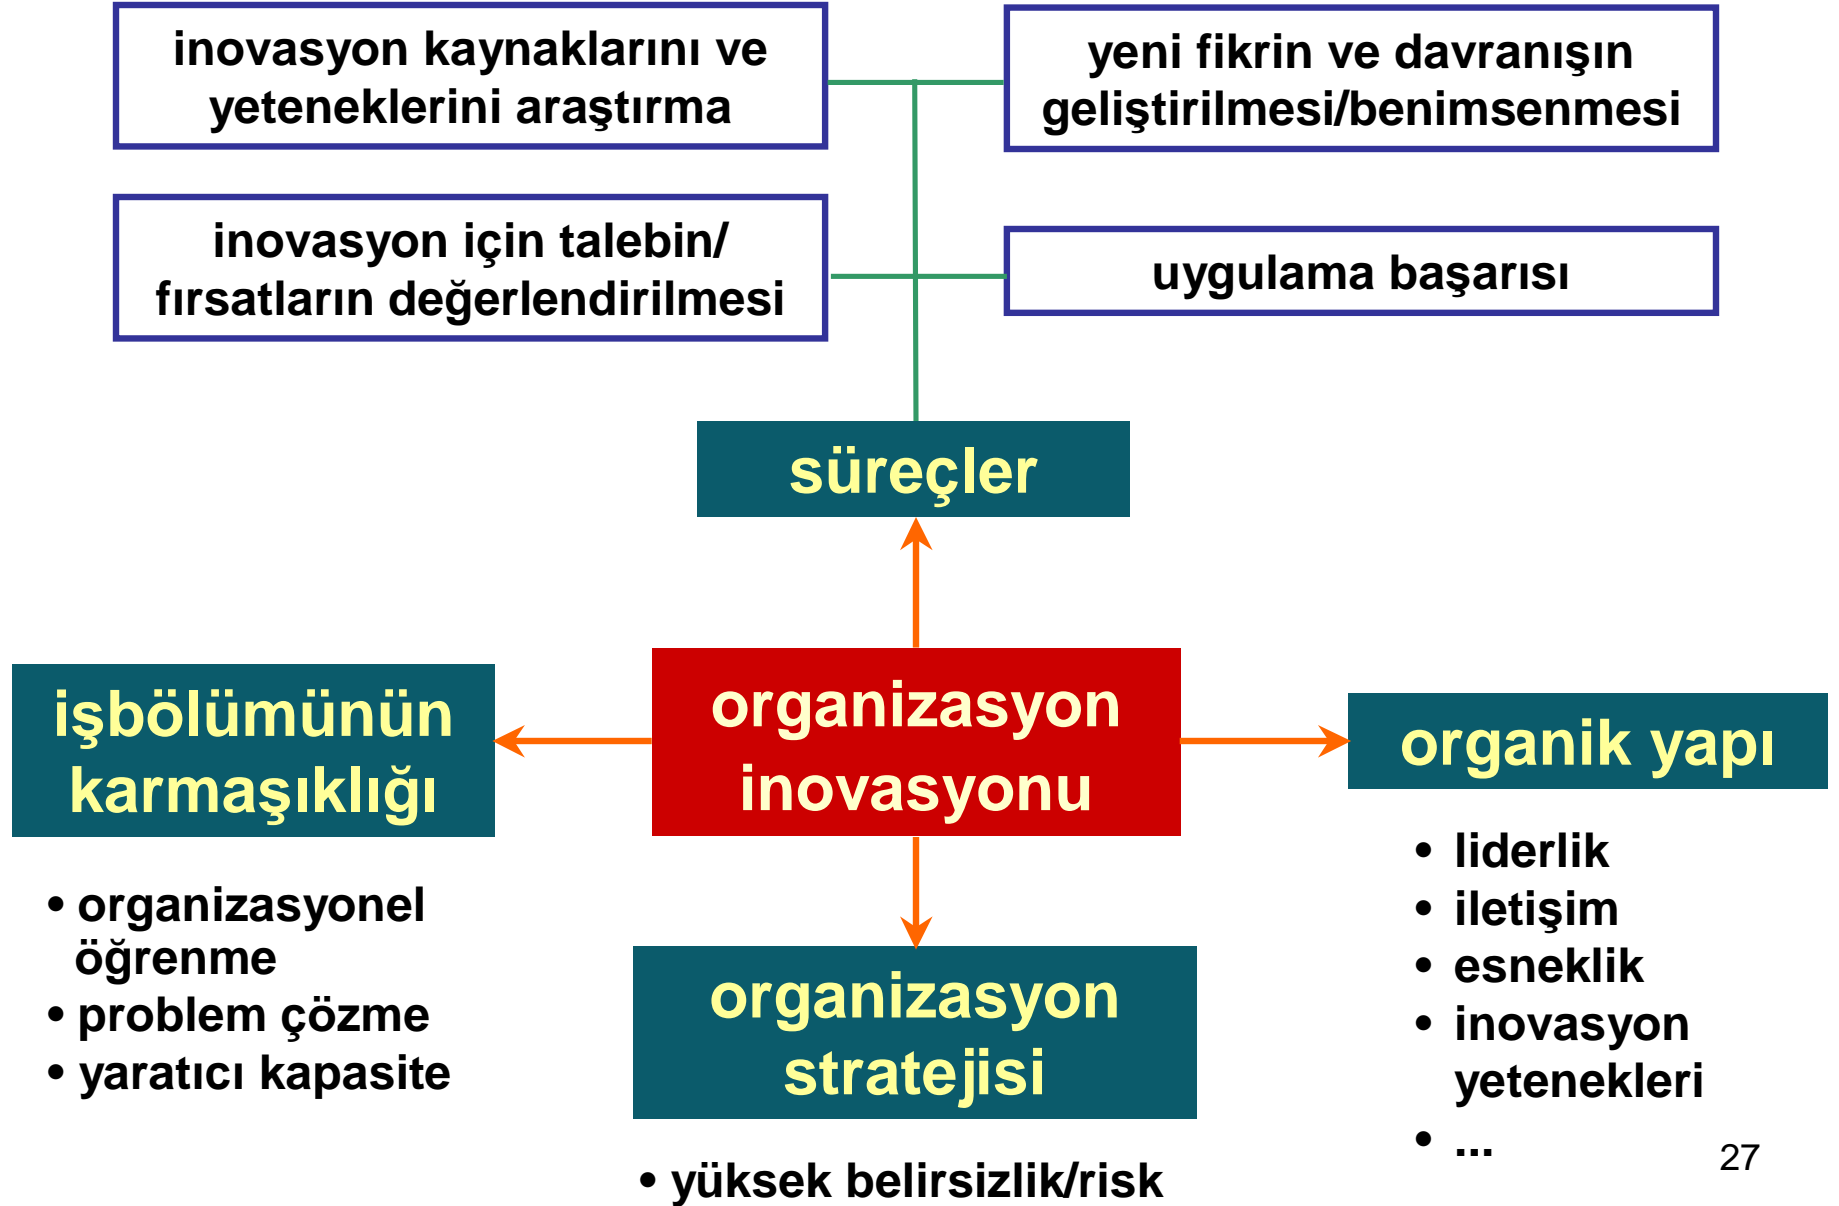 inovasyon kaynaklarını ve
yeteneklerini araştırma
yeni fikrin ve davranışın
geliştirilmesi/benimsenmesi
inovasyon için talebin/
fırsatların değerlendirilmesi
uygulama başarısı
süreçler
işbölümünün
karmaşıklığı
organizasyon
inovasyonu
organik yapı
• organizasyonel
öğrenme
• problem çözme
• yaratıcı kapasite
organizasyon
stratejisi
• yüksek belirsizlik/risk
• liderlik
• iletişim
• esneklik
• inovasyon
yetenekleri
• ...
27